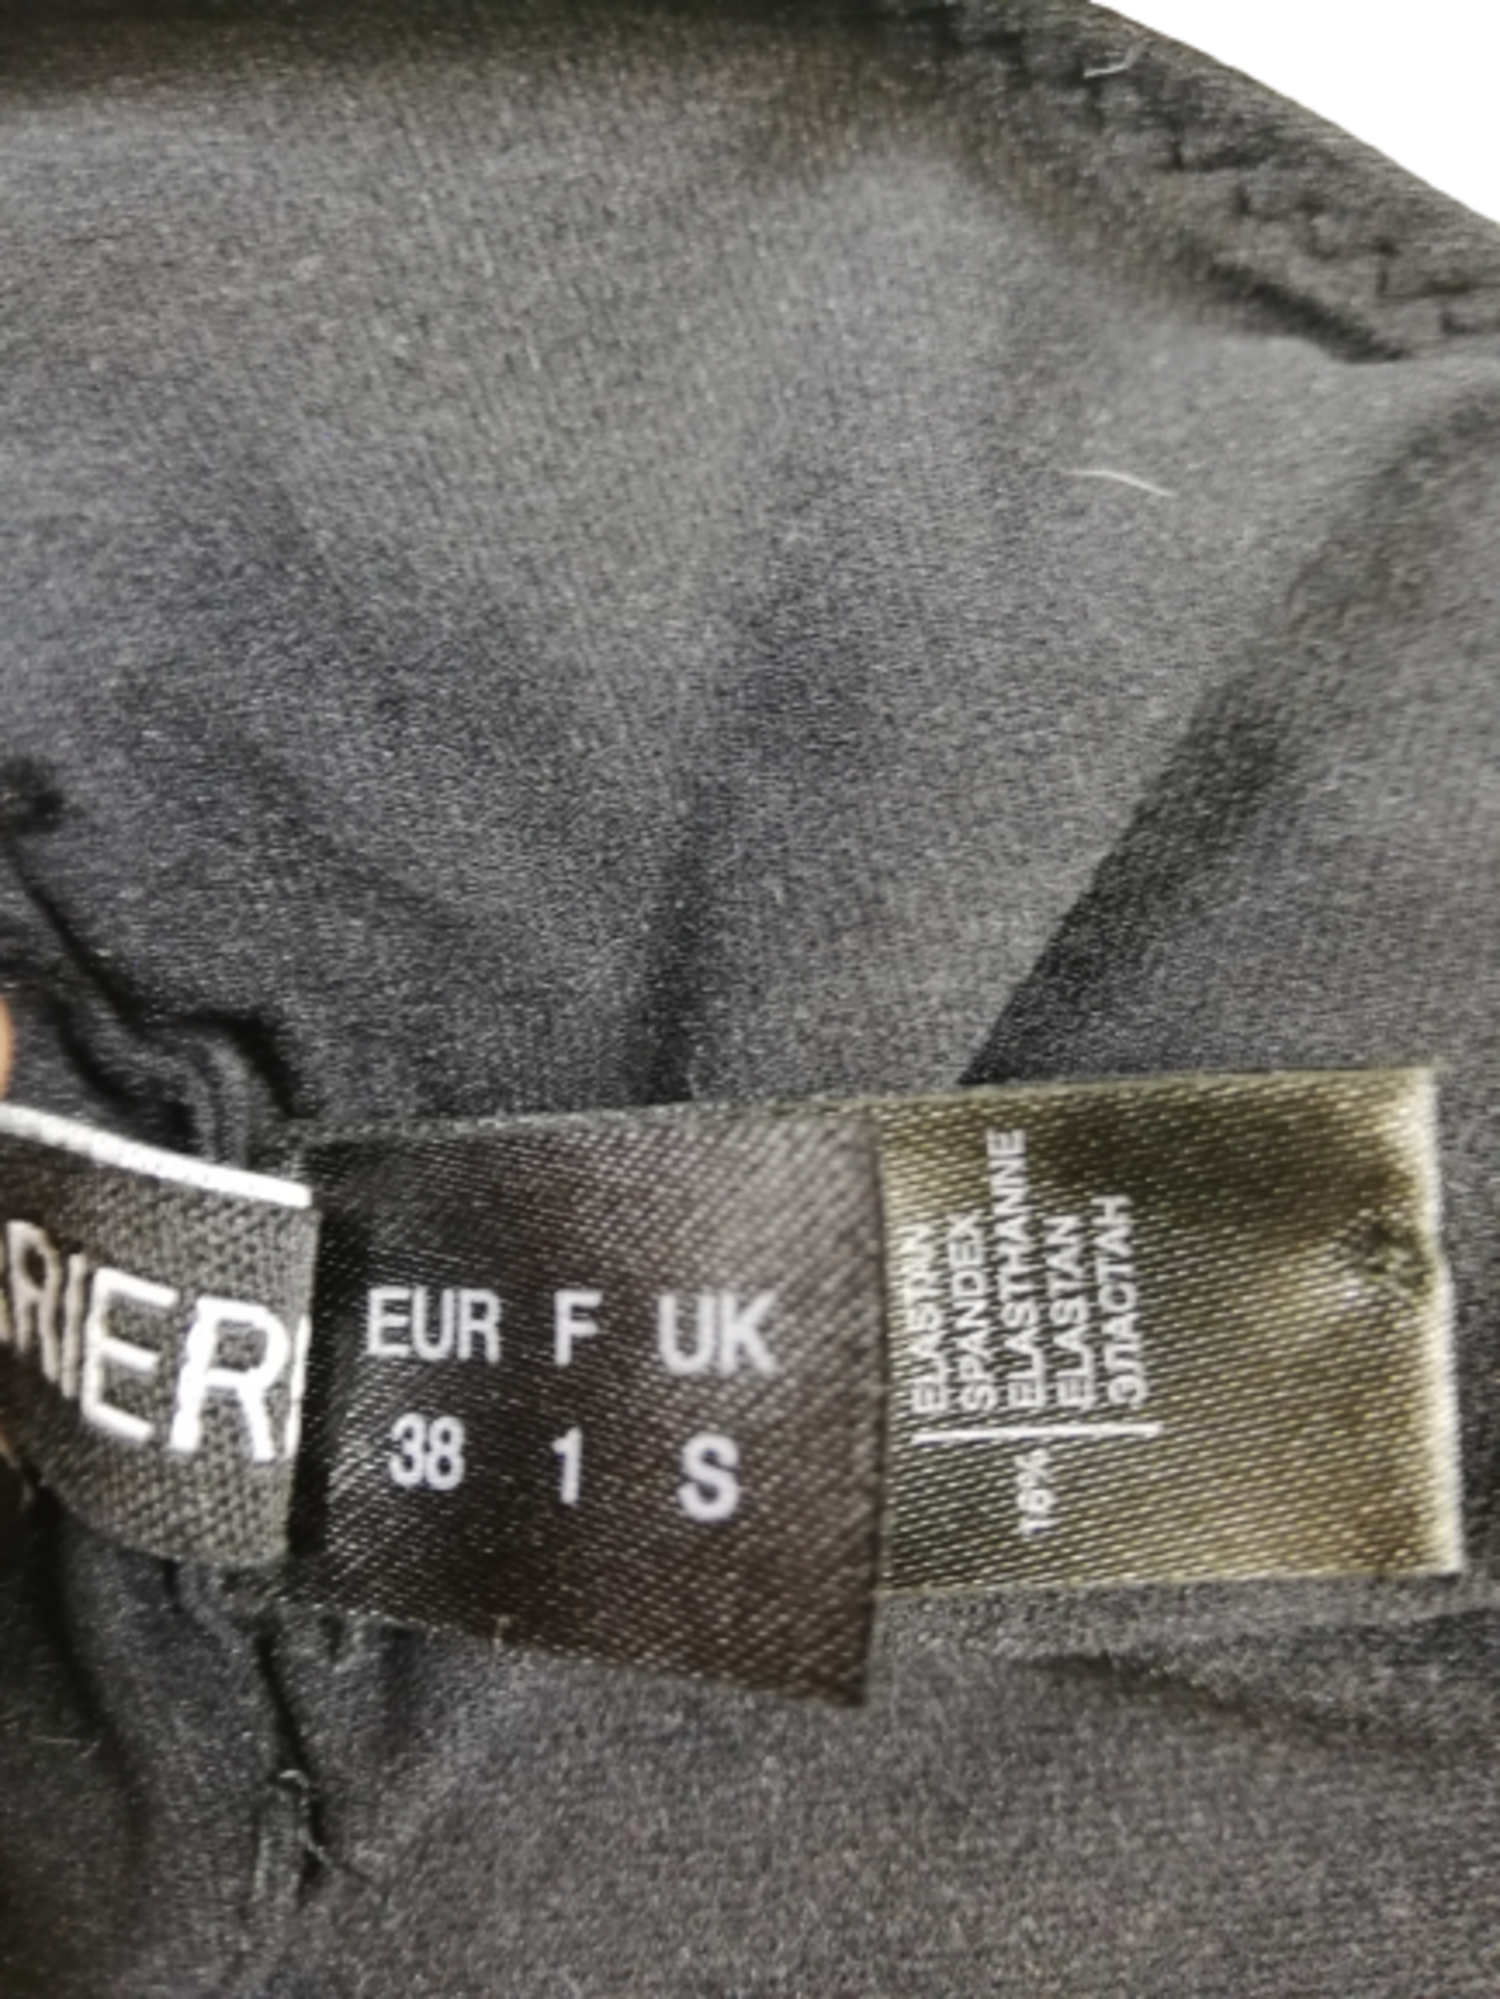 RIER
EUR F UK
38 1 S
ELASTAN
SPANDEX
ELASTHANNE
ELASTAN
ЭЛАСТАН